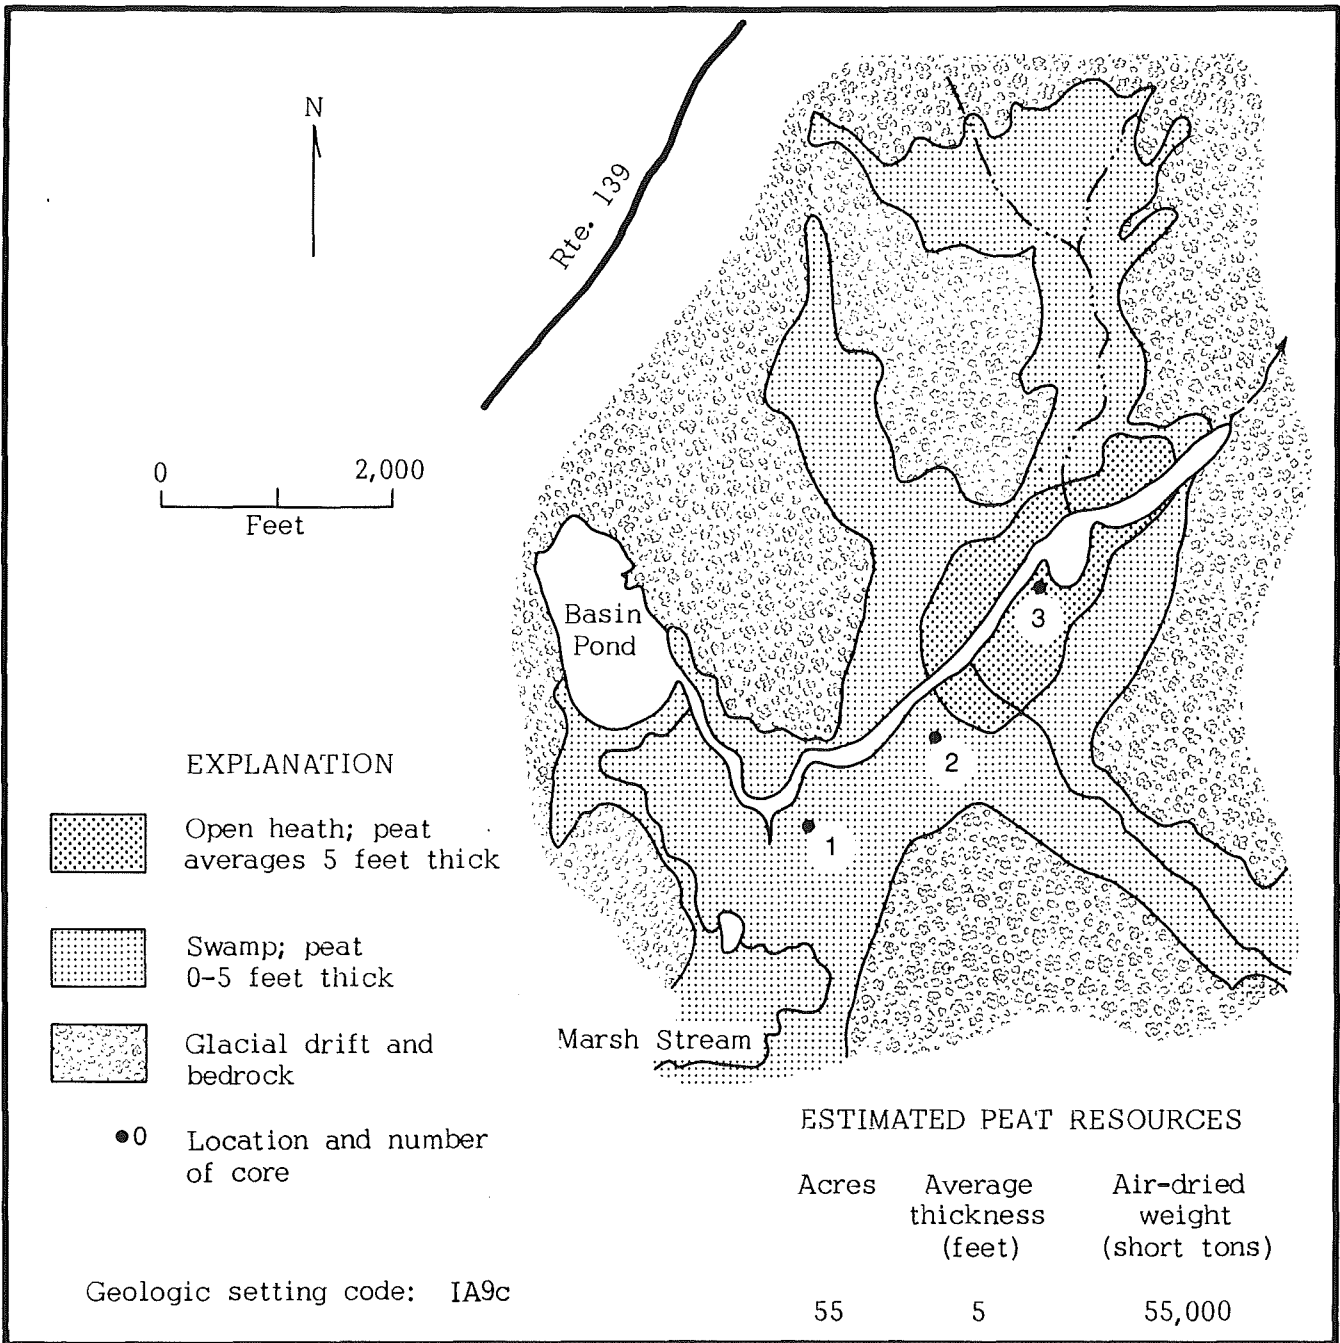 N
Rte. 139
0 2,000
Feet
Basin
Pond
3
2
1
EXPLANATION
Open heath; peat
averages 5 feet thick
Swamp; peat
0-5 feet thick
Glacial drift and
bedrock
0 Location and number
of core
Marsh Stream
Geologic setting code: IA9c
ESTIMATED PEAT RESOURCES
Acres Average Air-dried
thickness weight
(feet) (short tons)
55 5 55,000